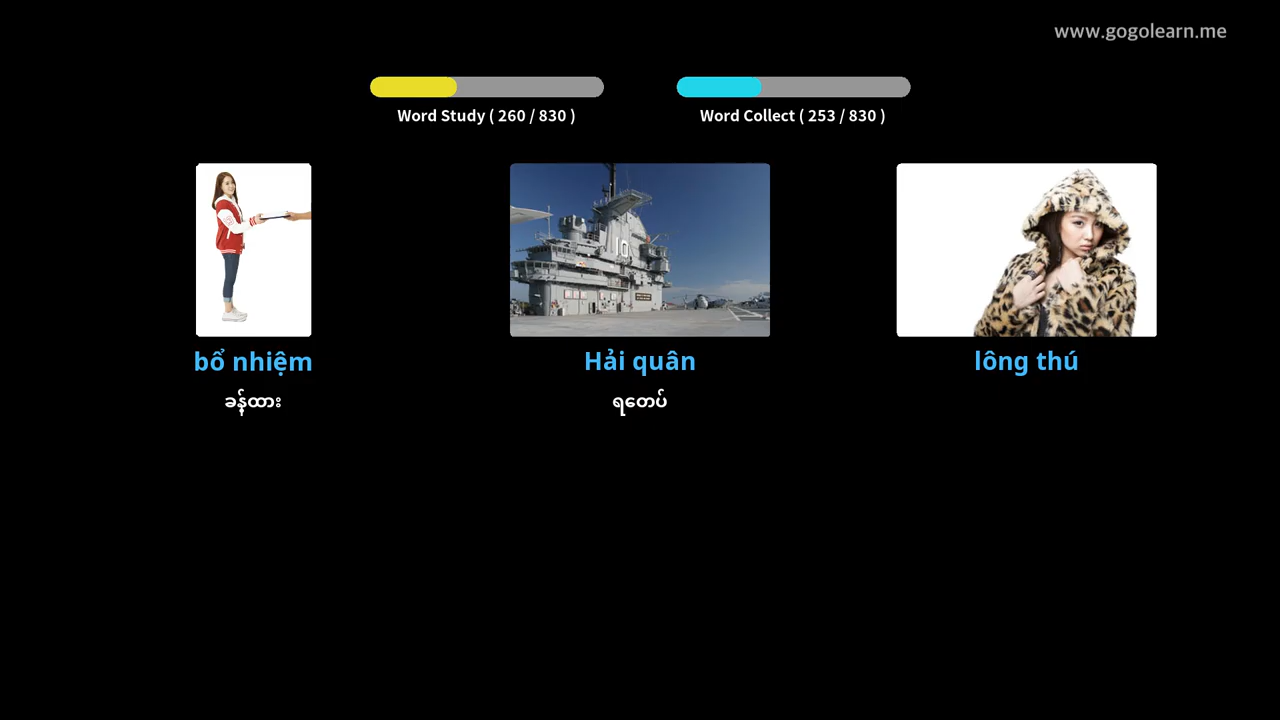 www.gogolearn.me
Word Study ( 260 / 830 )
Word Collect ( 253 / 830 )
bổ nhiệm
Hải quân
lông thú
ခန့်ထား
ရေတပ်
10